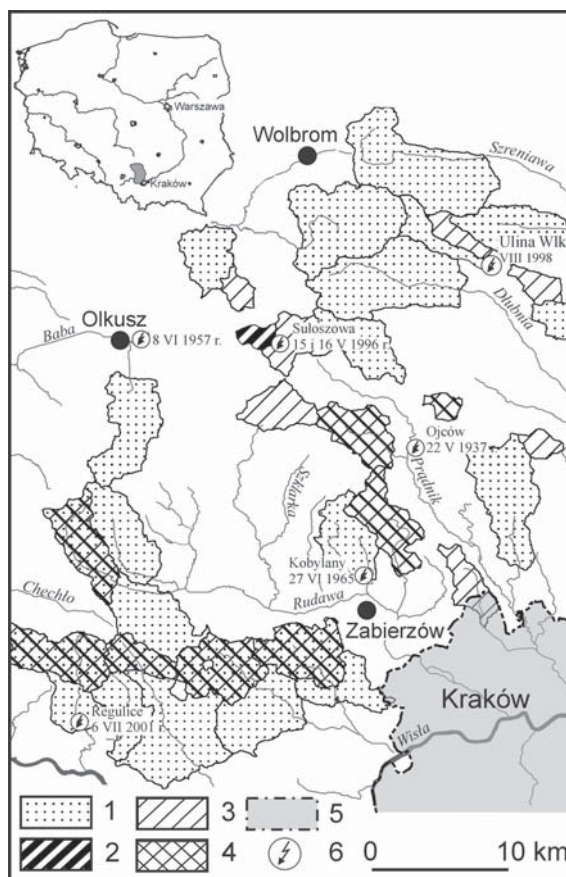 Warszawa
Kraków
Wolbrom
Szreniawa
Ulina Wlk.
VIII 1998
Dłubnia
Olkusz
Baba
8 VI 1957 r.
Sułoszowa
15 i 16 V 1996 r.
Ojców
22 V 1937 r.
Prądnik
Szklarka
Kobylany
27 VI 1965 r.
Chechło
Rudawa
Zabierzów
Kraków
Regulice
6 VII 2001 r.
Wisła
1 3 5
2 4 6 0 10 km